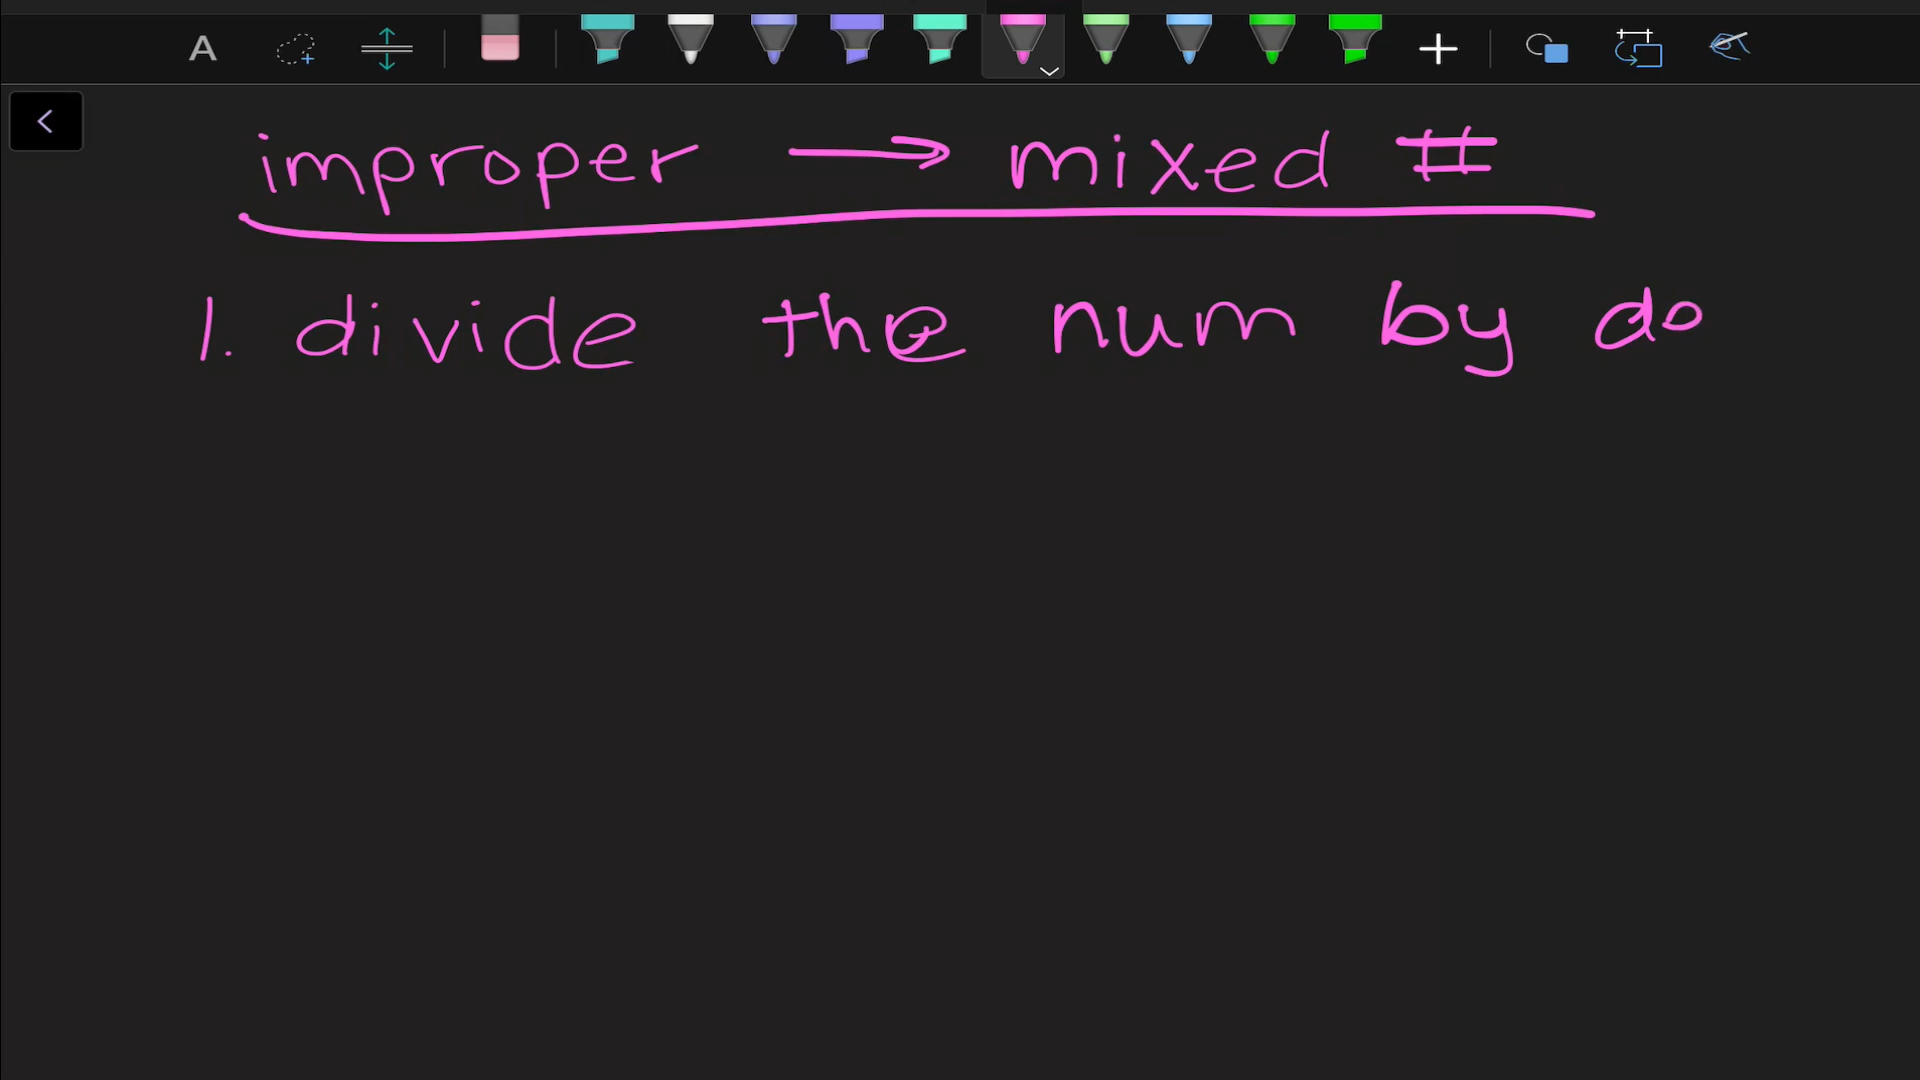 A
improper → mixed #
1. divide the num by do